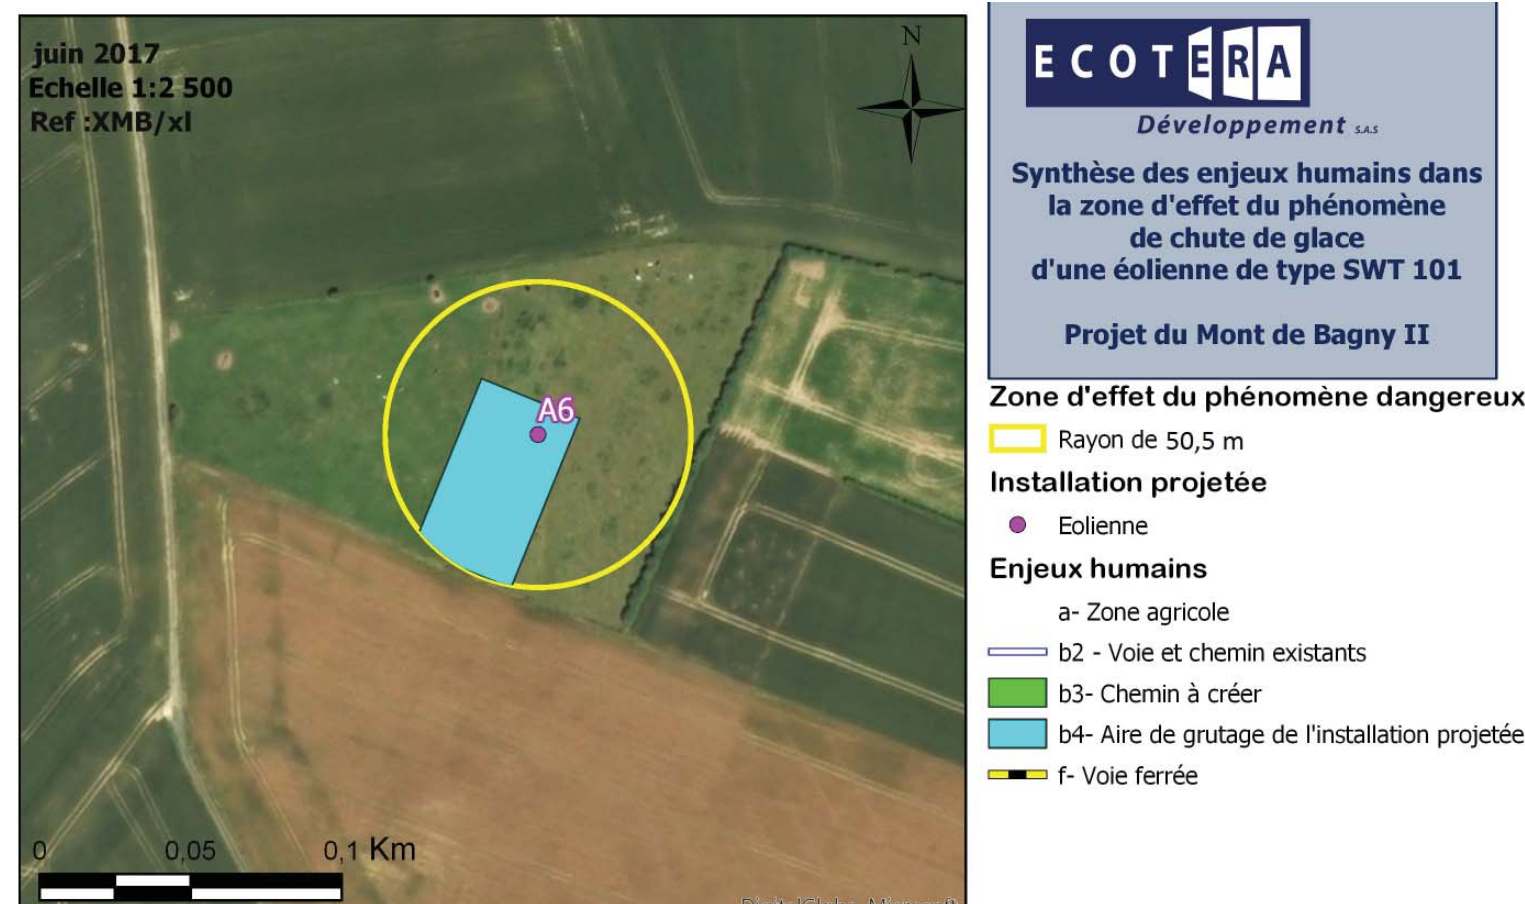 juin 2017
Echelle 1:2 500
Ref :XMB/xl
N
A6
0 0,05 0,1 Km
ECOTERA
Développement S.A.S
Synthèse des enjeux humains dans
la zone d'effet du phénomène
de chute de glace
d'une éolienne de type SWT 101
Projet du Mont de Bagny II
Zone d'effet du phénomène dangereux
Rayon de 50,5 m
Installation projetée
Eolienne
Enjeux humains
a- Zone agricole
b2 - Voie et chemin existants
b3- Chemin à créer
b4- Aire de grutage de l'installation projetée
f- Voie ferrée